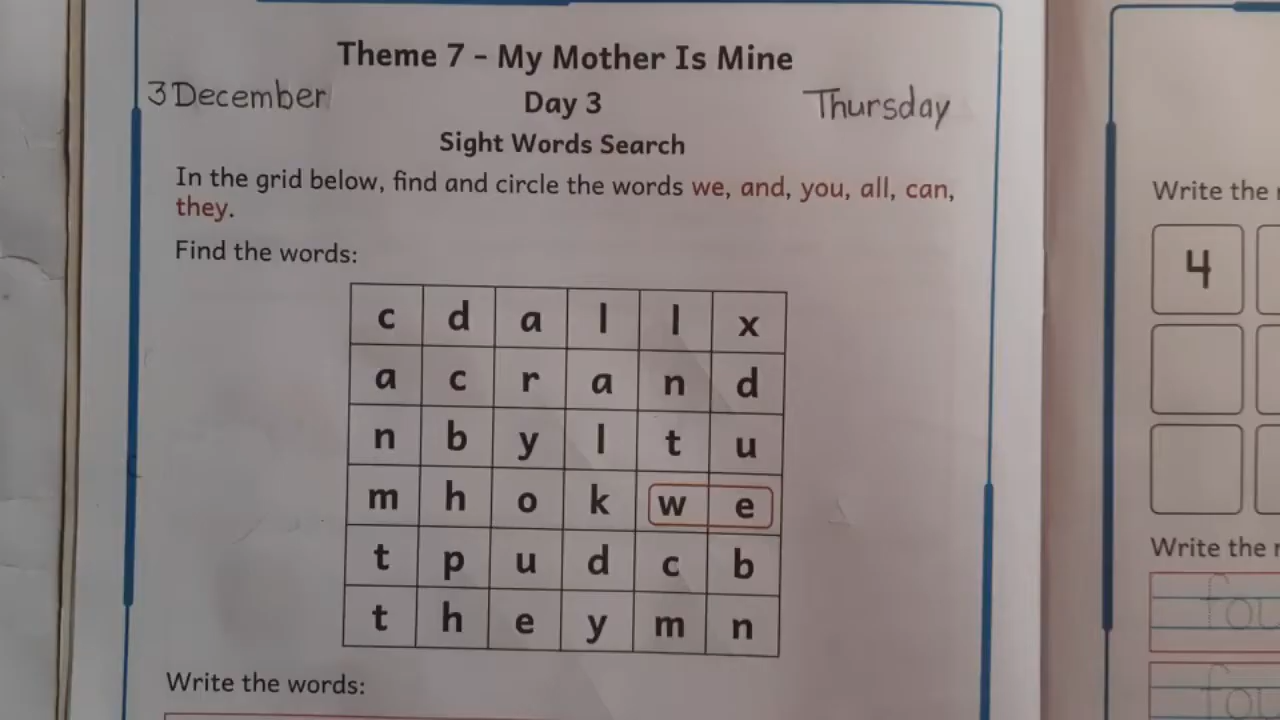 Theme 7 - My Mother Is Mine
3 December Day 3 Thursday
Sight Words Search
In the grid below, find and circle the words we, and, you, all, can,
they.
Find the words:
c d a l l x
a c r a n d
n b y l t u
m h o k w e
t p u d c b
t h e y m n
Write the words:
Write the
4
Write the
fou
fou